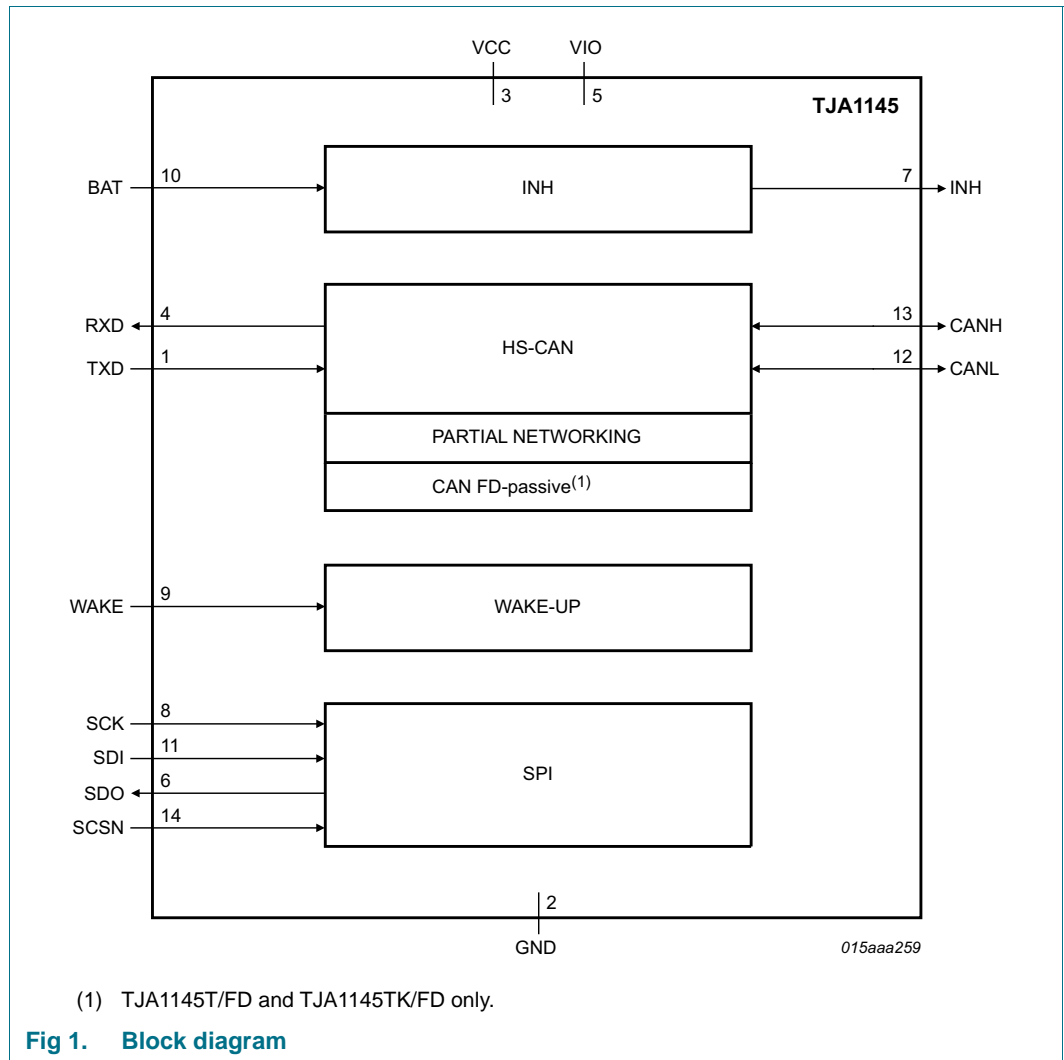 VCC VIO
3 5
TJA1145
BAT 10 INH 7 INH
RXD 4 HS-CAN 13 CANH
TXD 1 12 CANL
PARTIAL NETWORKING
CAN FD-passive(1)
WAKE 9 WAKE-UP
SCK 8
SDI 11 SPI
SDO 6
SCSN 14
2
GND
015aaa259
(1) TJA1145T/FD and TJA1145TK/FD only.
Fig 1. Block diagram